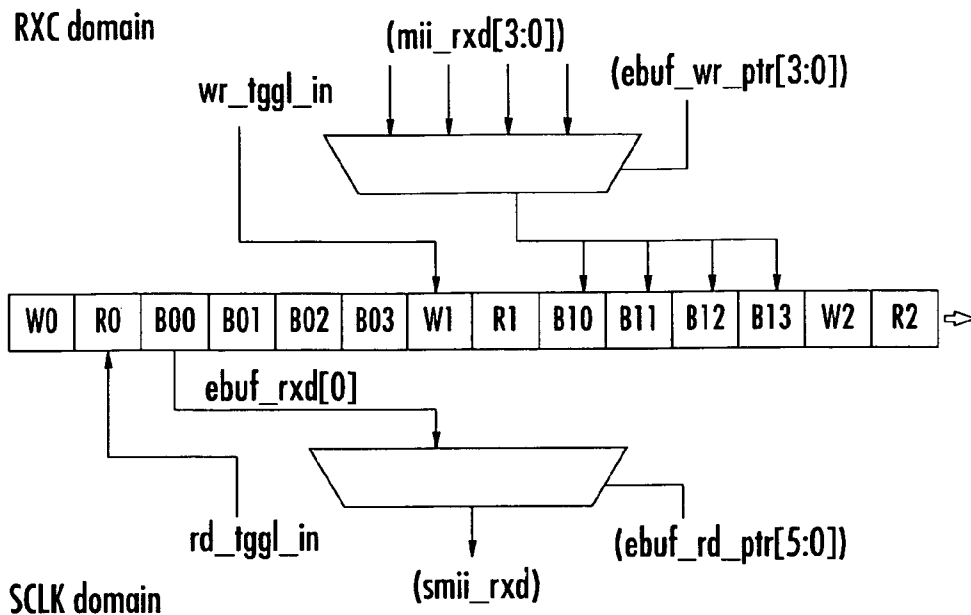 RXC domain
(mii_rxd[3:0])
(ebuf_wr_ptr[3:0])
wr_tggl_in
W0 R0 B00 B01 B02 B03 W1 R1 B10 B11 B12 B13 W2 R2
ebuf_rxd[0]
rd_tggl_in
(ebuf_rd_ptr[5:0])
(smii_rxd)
SCLK domain